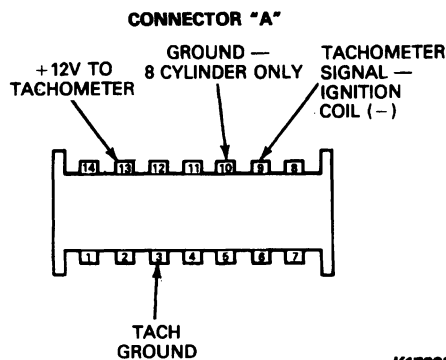 CONNECTOR "A"
+12V TO
TACHOMETER
GROUND —
8 CYLINDER ONLY
TACHOMETER
SIGNAL —
IGNITION
COIL (-)
14 13 12 11 10 9 8
1 2 3 4 5 6 7
TACH
GROUND